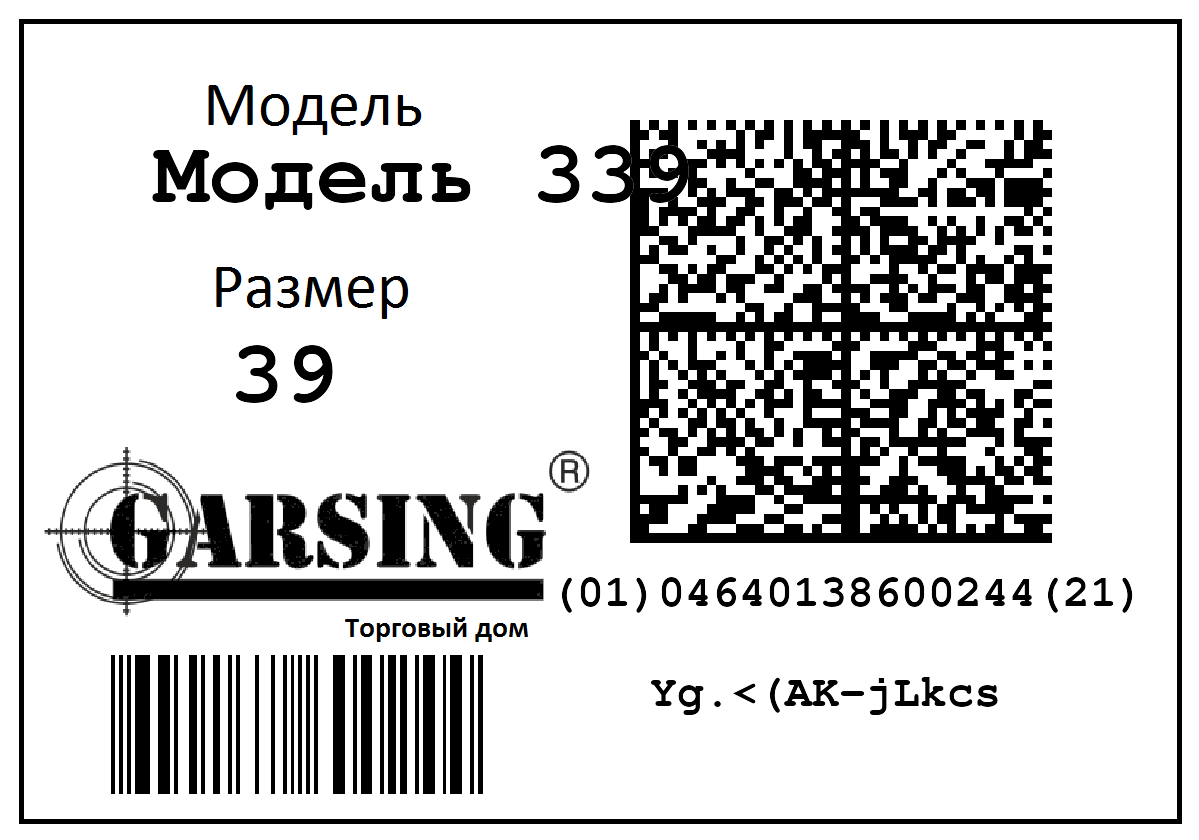 Модель
Модель 339
Размер
39
GARSING®
Торговый дом
(01)04640138600244(21)
Yg.<(AK-jLkcs